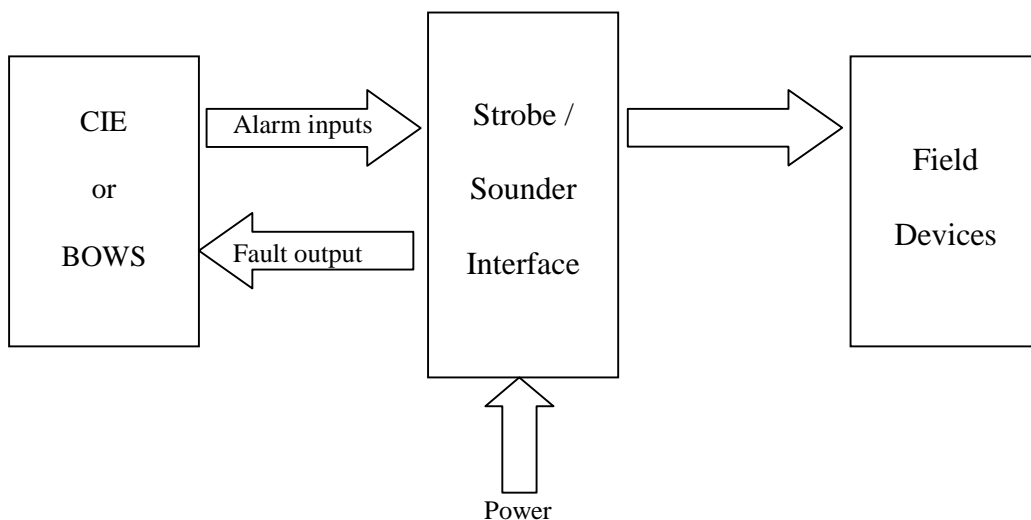 CIE
or
BOWS
Alarm inputs
Fault output
Strobe /
Sounder
Interface
Field
Devices
Power